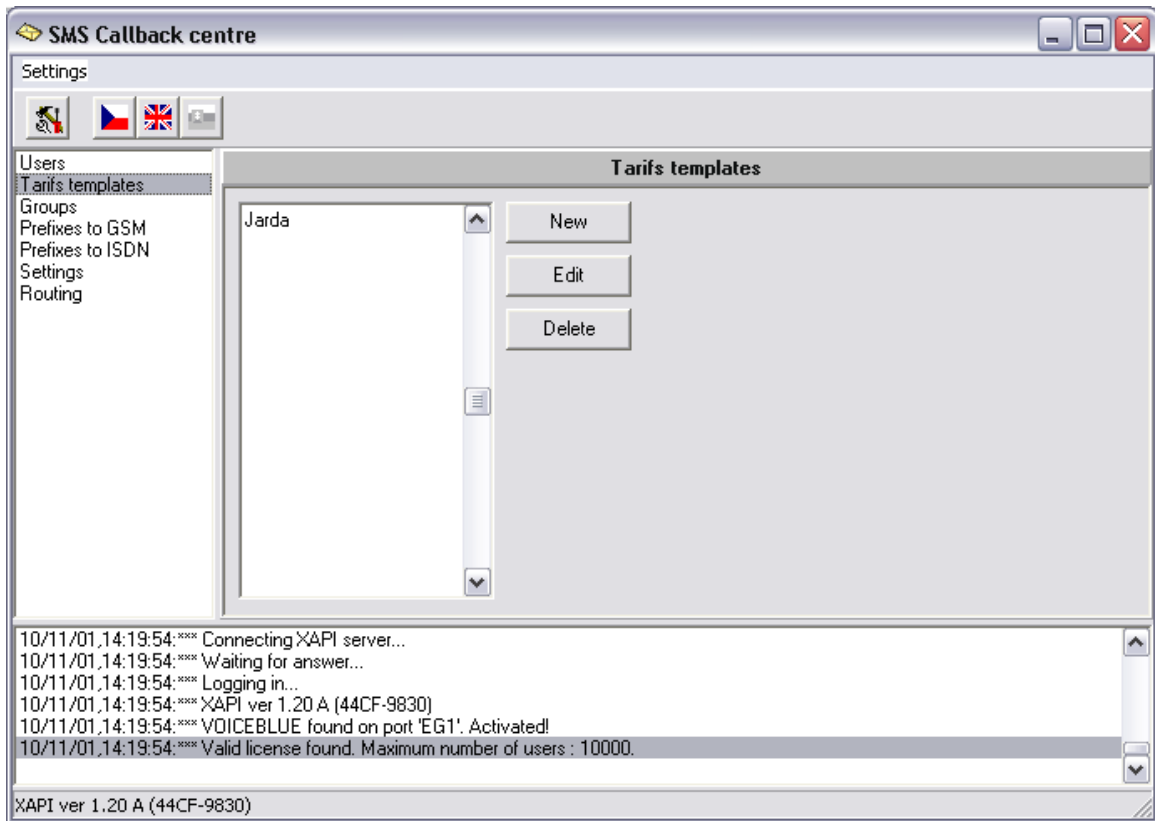 SMS Callback centre
Settings
Users
Tarifs templates
Groups
Prefixes to GSM
Prefixes to ISDN
Settings
Routing
Tarifs templates
Jarda
New
Edit
Delete
10/11/01,14:19:54:*** Connecting XAPI server...
10/11/01,14:19:54:*** Waiting for answer...
10/11/01,14:19:54:*** Logging in...
10/11/01,14:19:54:*** XAPI ver 1.20 A (44CF-9830)
10/11/01,14:19:54:*** VOICEBLUE found on port 'EG1'. Activated!
10/11/01,14:19:54:*** Valid license found. Maximum number of users : 10000.
XAPI ver 1.20 A (44CF-9830)